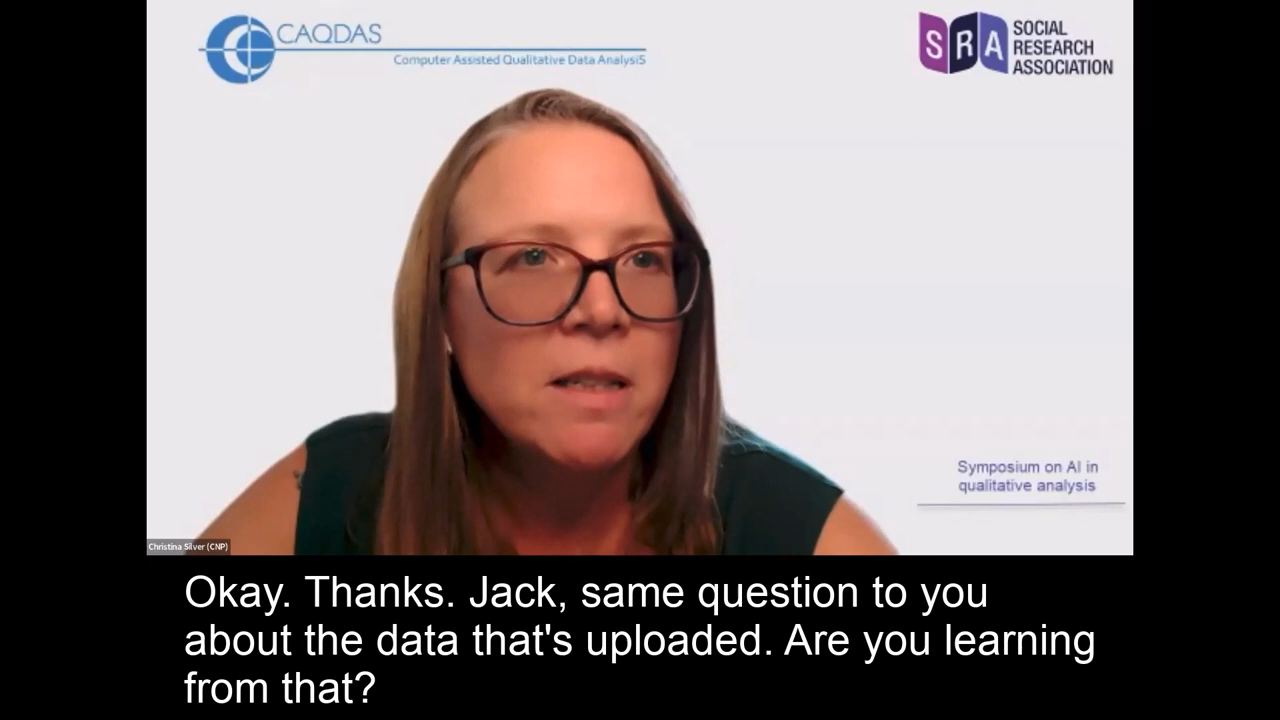 CAQDAS
Computer Assisted Qualitative Data AnalysiS
SRA
SOCIAL
RESEARCH
ASSOCIATION
Symposium on AI in
qualitative analysis
Christina Silver (CNP)
Okay. Thanks. Jack, same question to you
about the data that's uploaded. Are you learning
from that?